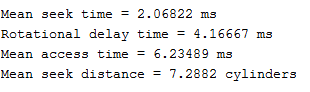 Mean seek time = 2.06822 ms
Rotational delay time = 4.16667 ms
Mean access time = 6.23489 ms
Mean seek distance = 7.2882 cylinders